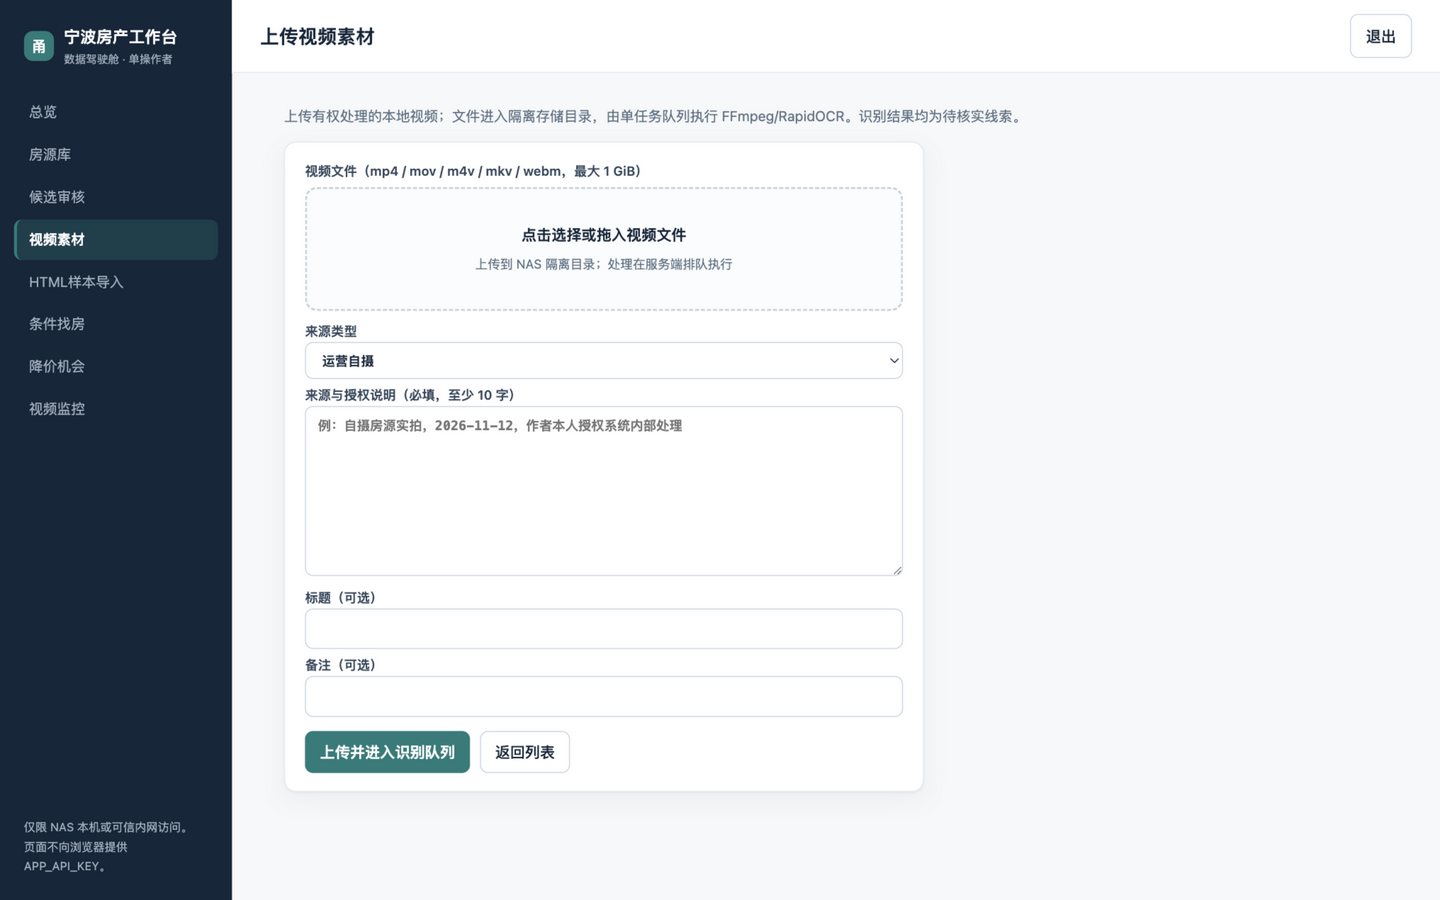 甬
宁波房产工作台
数据驾驶舱 · 单操作者
总览
房源库
候选审核
视频素材
HTML样本导入
条件找房
降价机会
视频监控
仅限 NAS 本机或可信内网访问。
页面不向浏览器提供
APP_API_KEY。
上传视频素材
退出
上传有权处理的本地视频；文件进入隔离存储目录，由单任务队列执行 FFmpeg/RapidOCR。识别结果均为待核实线索。
视频文件（mp4 / mov / m4v / mkv / webm，最大 1 GiB）
点击选择或拖入视频文件
上传到 NAS 隔离目录；处理在服务端排队执行
来源类型
运营自摄
来源与授权说明（必填，至少 10 字）
例：自摄房源实拍，2026-11-12，作者本人授权系统内部处理
标题（可选）
备注（可选）
上传并进入识别队列
返回列表